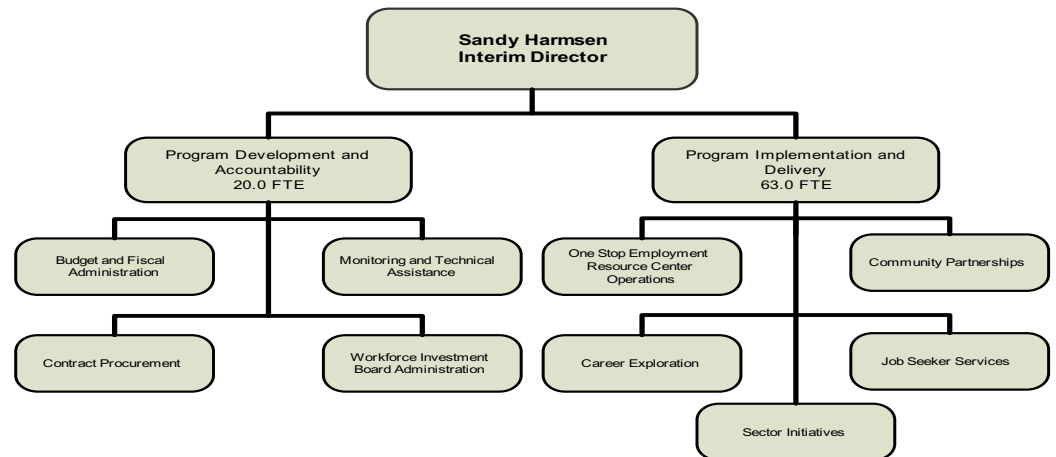 Sandy Harmsen
Interim Director
Program Development and
Accountability
20.0 FTE
Program Implementation and
Delivery
63.0 FTE
Budget and Fiscal
Administration
Monitoring and Technical
Assistance
One Stop Employment
Resource Center
Operations
Community Partnerships
Contract Procurement
Workforce Investment
Board Administration
Career Exploration
Job Seeker Services
Sector Initiatives